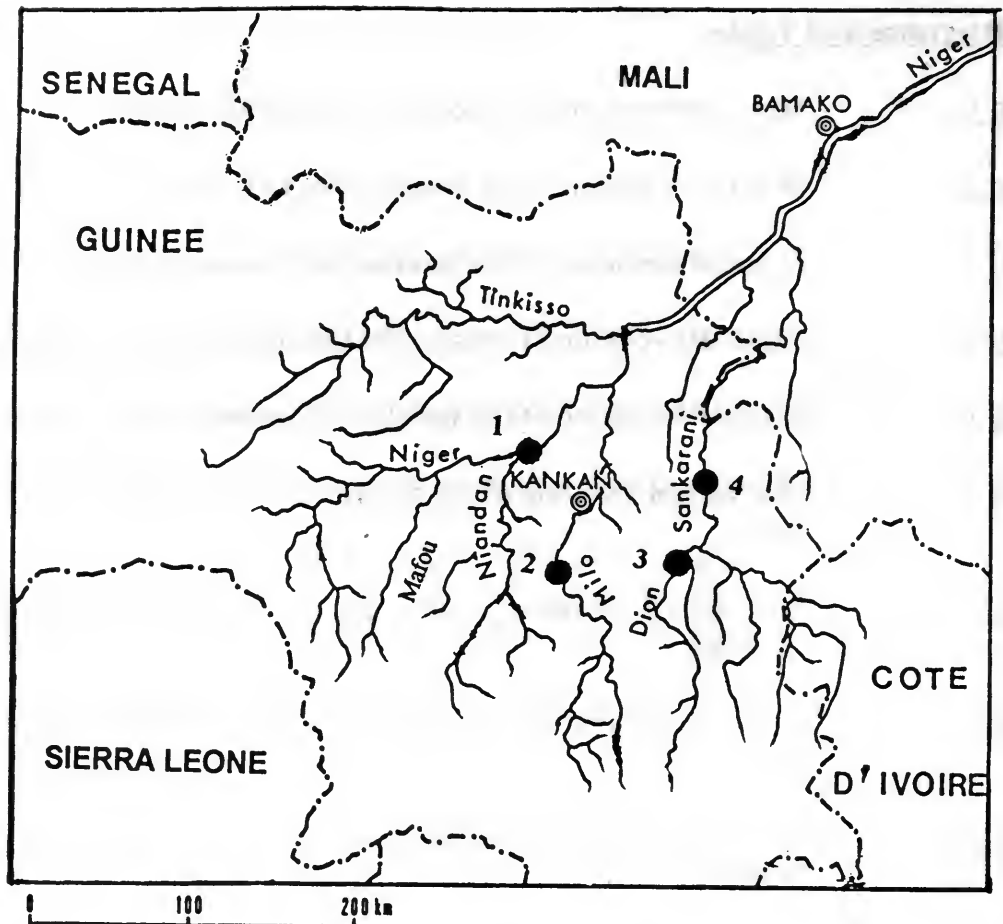 Niger
SENEGAL
MALI
BAMAKO
GUINEE
Tinkisso
1
Niger
KANKAN
Sankarani
4
Niandan
Mafou
2
Milo
3
Dion
COTE
SIERRA LEONE
D' IVOIRE
0 100 200 km